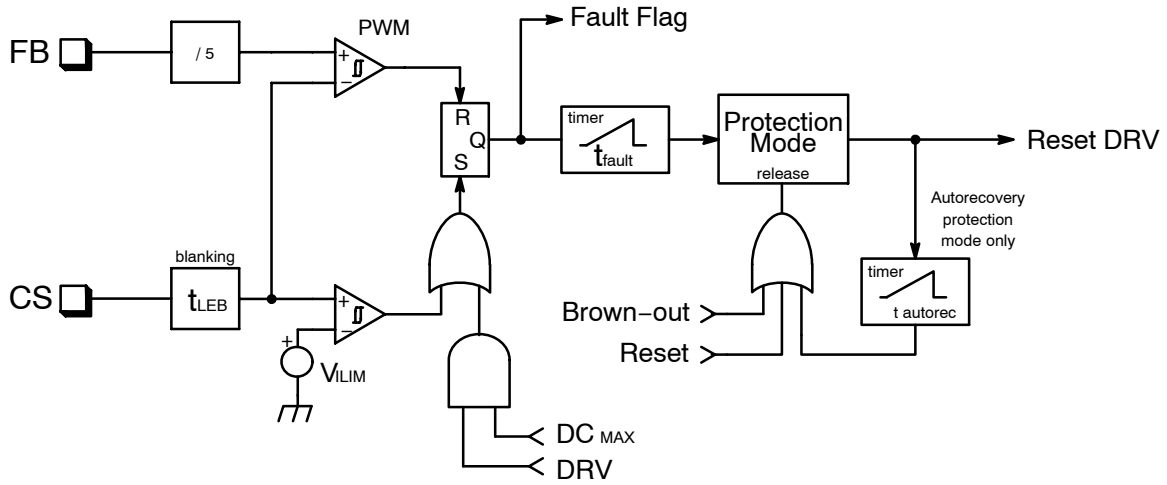 Fault Flag
PWM
FB
/ 5
+
−
R
Q
S
timer
tfault
Protection
Mode
release
Reset DRV
Autorecovery
protection
mode only
blanking
CS
tLEB
+
−
timer
t autorec
Brown−out
Reset
+
VILIM
DC MAX
DRV